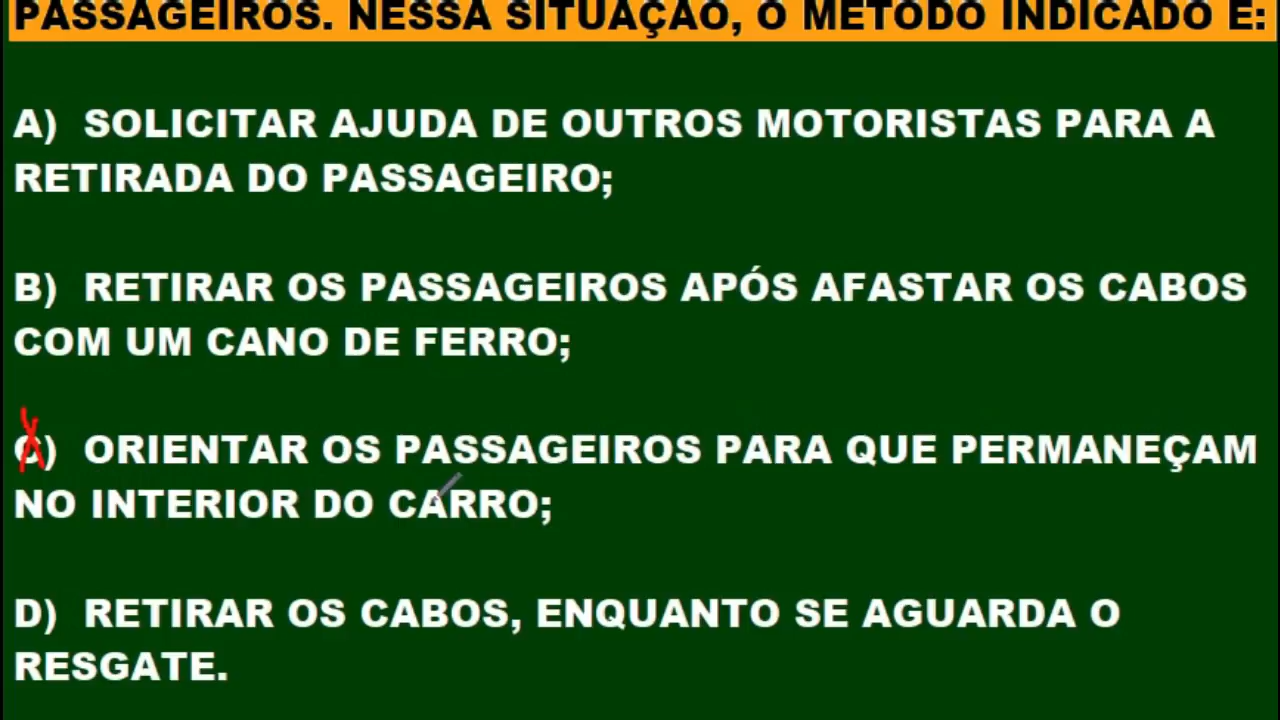 PASSAGEIROS. NESSA SITUAÇÃO, O MÉTODO INDICADO É:
A) SOLICITAR AJUDA DE OUTROS MOTORISTAS PARA A
RETIRADA DO PASSAGEIRO;
B) RETIRAR OS PASSAGEIROS APÓS AFASTAR OS CABOS
COM UM CANO DE FERRO;
C) ORIENTAR OS PASSAGEIROS PARA QUE PERMANEÇAM
NO INTERIOR DO CARRO;
D) RETIRAR OS CABOS, ENQUANTO SE AGUARDA O
RESGATE.